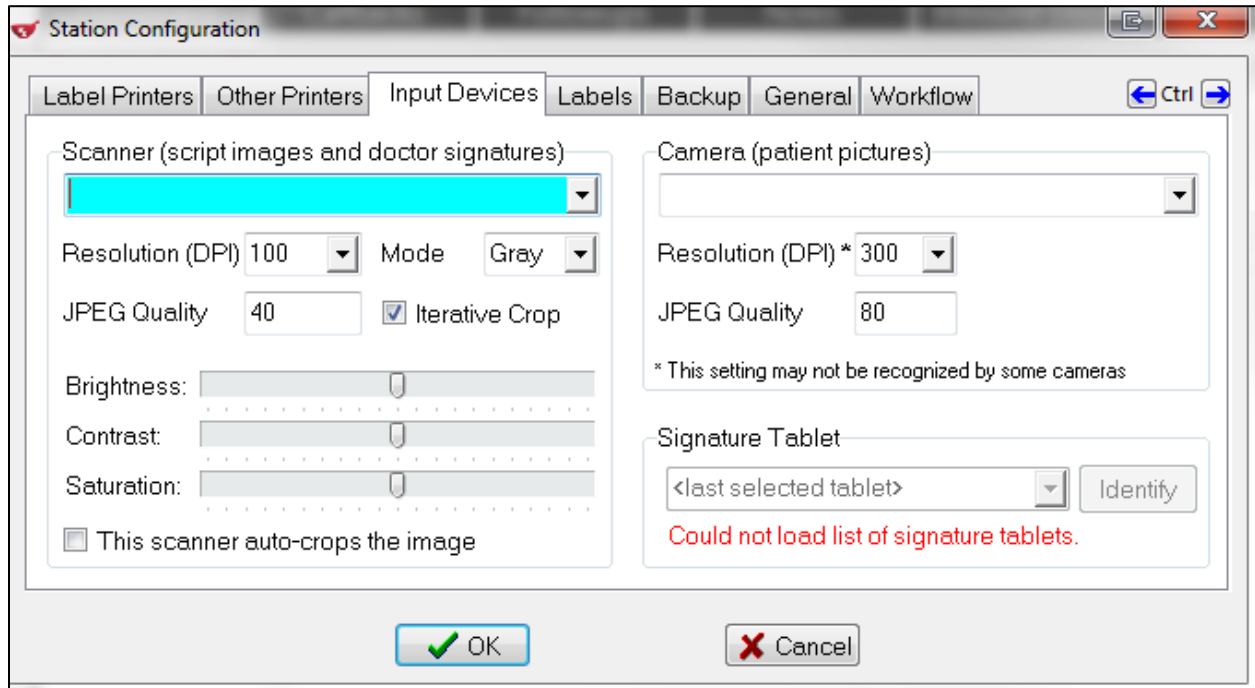 Station Configuration
Label Printers Other Printers Input Devices Labels Backup General Workflow Ctrl
Scanner (script images and doctor signatures)
Resolution (DPI) 100 Mode Gray
JPEG Quality 40 Iterative Crop
Brightness:
Contrast:
Saturation:
This scanner auto-crops the image
Camera (patient pictures)
Resolution (DPI) * 300
JPEG Quality 80
* This setting may not be recognized by some cameras
Signature Tablet
<last selected tablet> Identify
Could not load list of signature tablets.
OK Cancel